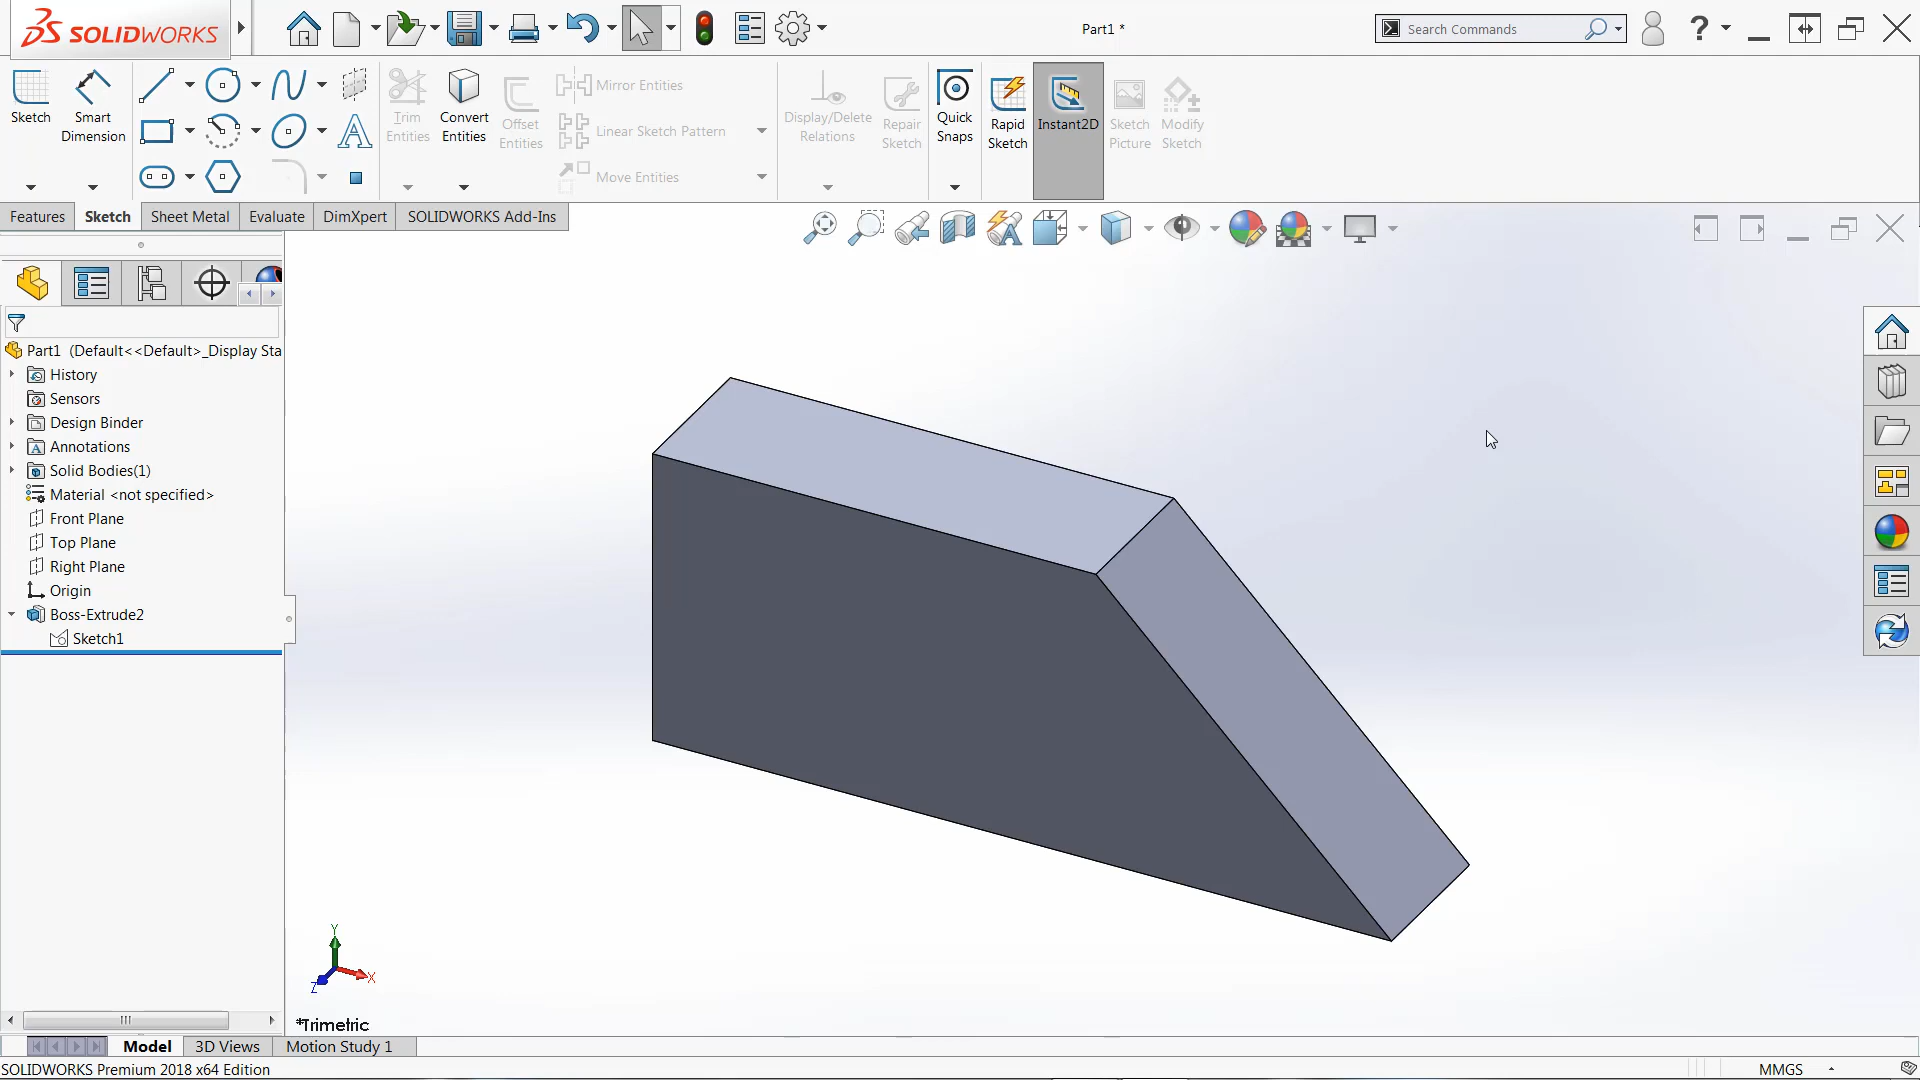 SOLIDWORKS
Part1 *
Search Commands
?
Sketch
Smart Dimension
Trim Entities
Convert Entities
Offset Entities
Mirror Entities
Linear Sketch Pattern
Move Entities
Display/Delete Relations
Repair Sketch
Quick Snaps
Rapid Sketch
Instant2D
Sketch Picture
Modify Sketch
Features
Sketch
Sheet Metal
Evaluate
DimXpert
SOLIDWORKS Add-Ins
Part1 (Default<<Default>_Display Sta
History
Sensors
Design Binder
Annotations
Solid Bodies(1)
Material <not specified>
Front Plane
Top Plane
Right Plane
Origin
Boss-Extrude2
Sketch1
Y
X
Z
*Trimetric
Model
3D Views
Motion Study 1
SOLIDWORKS Premium 2018 x64 Edition
MMGS